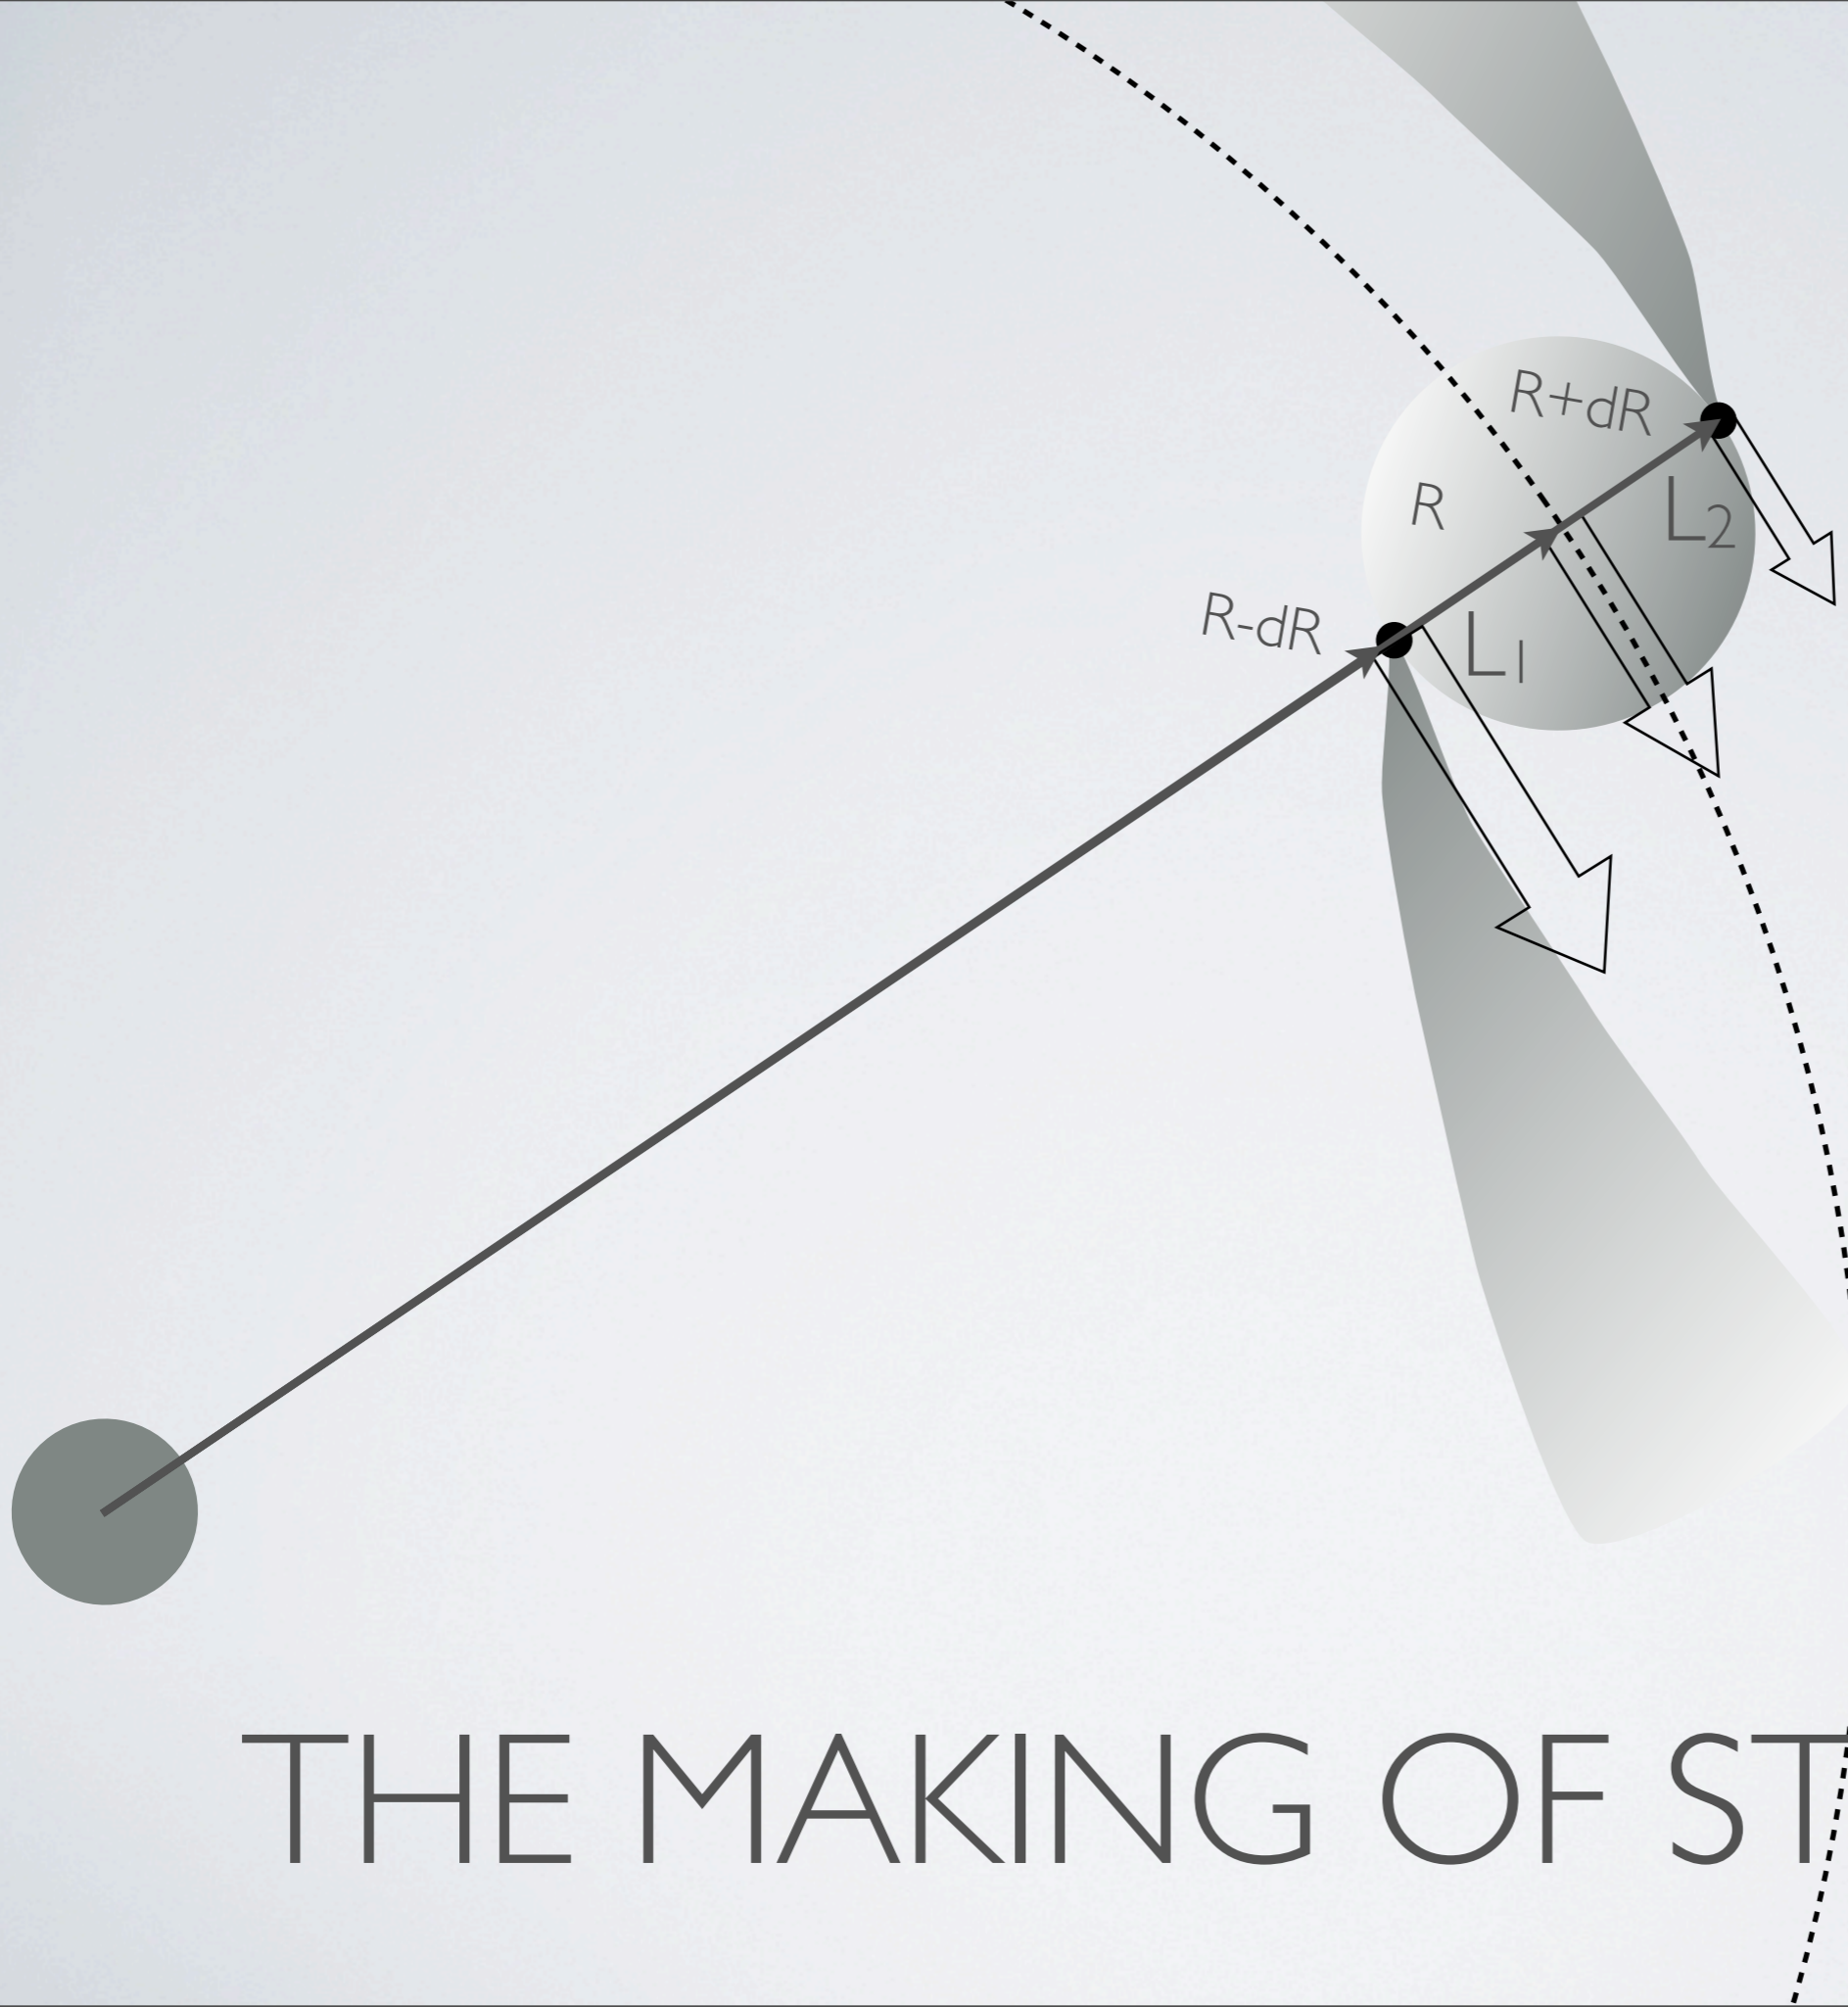 R+dR
R
L2
R-dR
L1
THE MAKING OF ST